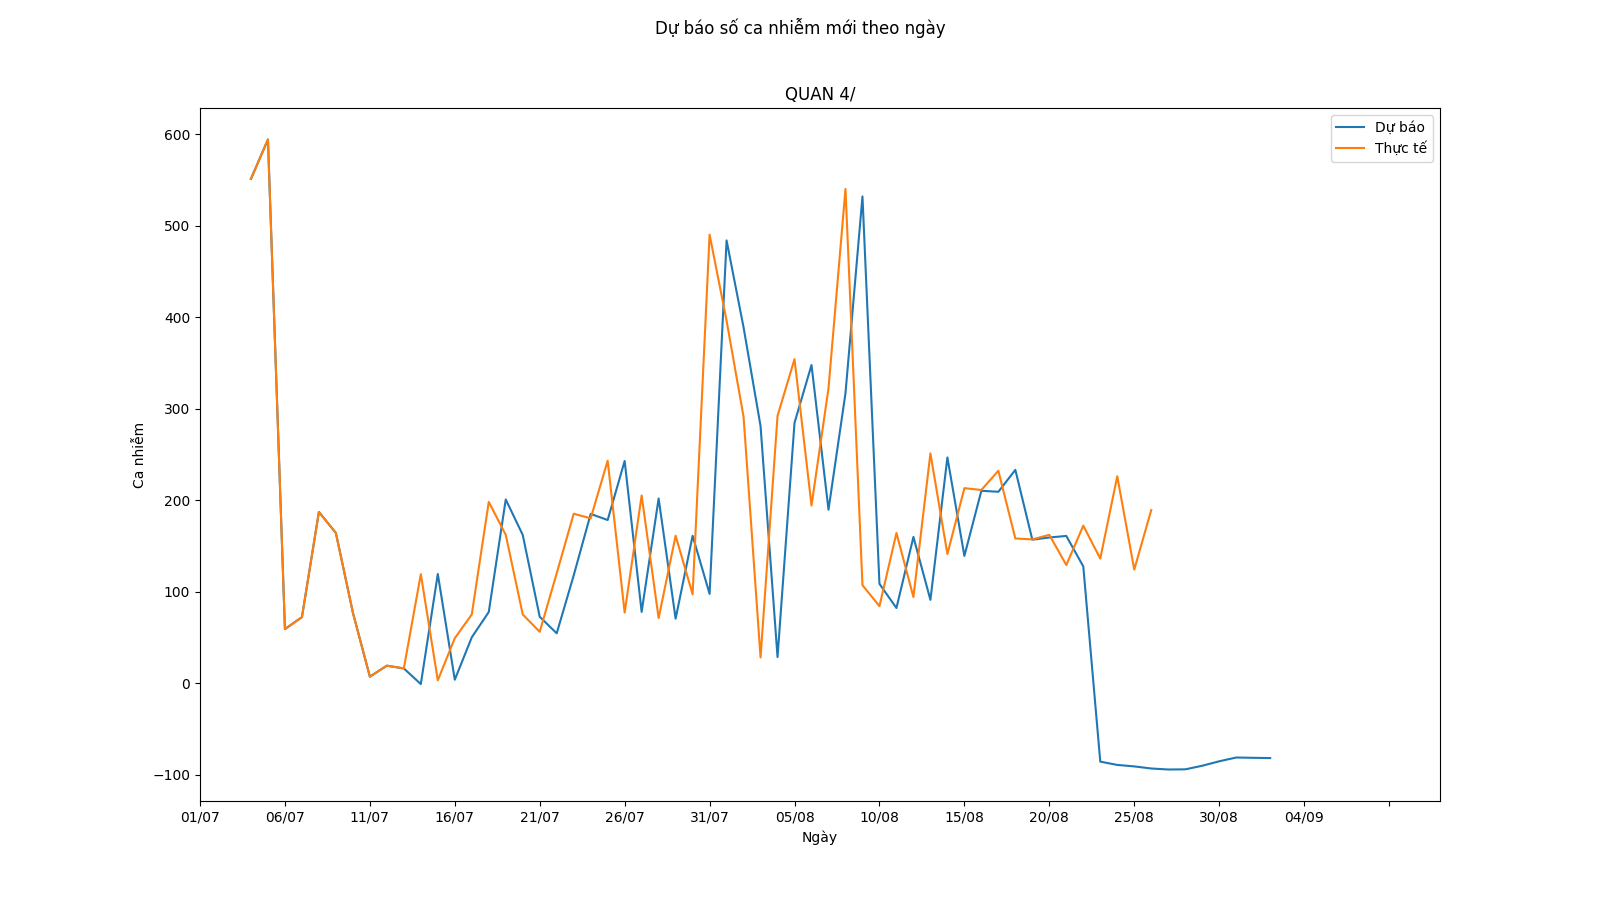 Dự báo số ca nhiễm mới theo ngày
QUAN 4/
Dự báo
Thực tế
600
500
400
300
200
100
0
−100
Ca nhiễm
01/07 06/07 11/07 16/07 21/07 26/07 31/07 05/08 10/08 15/08 20/08 25/08 30/08 04/09
Ngày